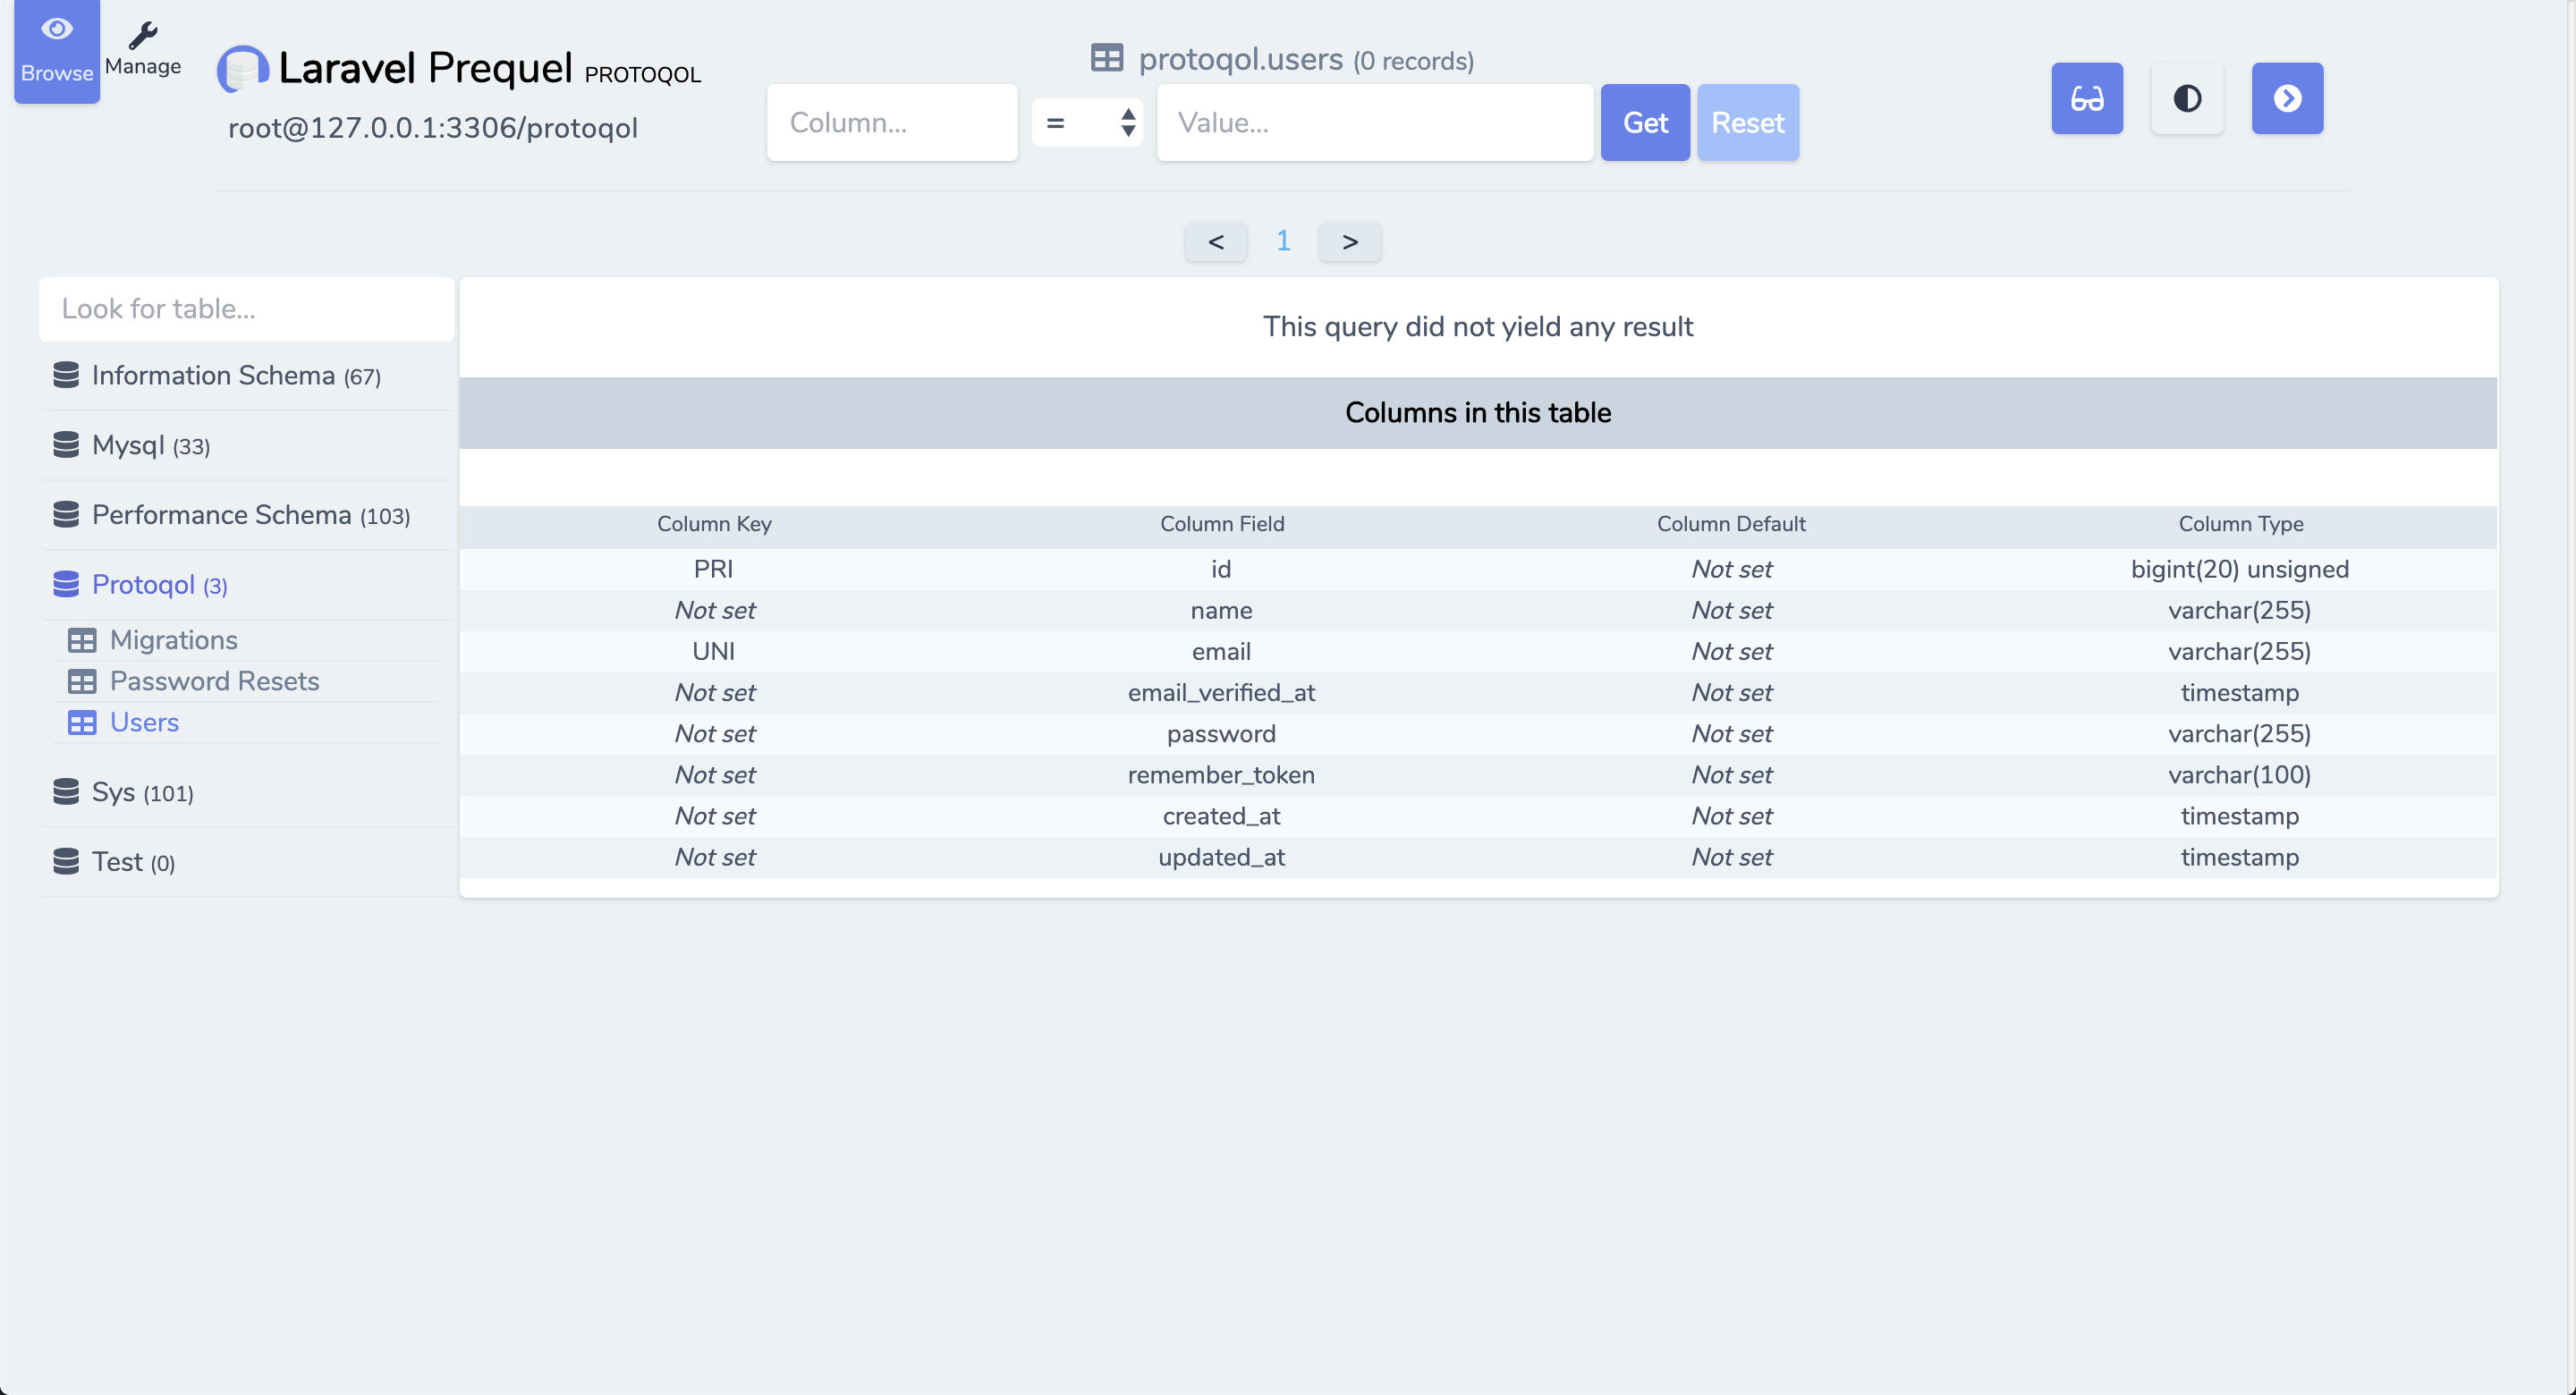 Browse
Manage
Laravel Prequel PROTOQOL
root@127.0.0.1:3306/protoqol
protoqol.users (0 records)
Column... = Value... Get Reset
< 1 >
Look for table...
Information Schema (67)
Mysql (33)
Performance Schema (103)
Protoqol (3)
Migrations
Password Resets
Users
Sys (101)
Test (0)
This query did not yield any result
Columns in this table
Column Key Column Field Column Default Column Type
PRI id Not set bigint(20) unsigned
Not set name Not set varchar(255)
UNI email Not set varchar(255)
Not set email_verified_at Not set timestamp
Not set password Not set varchar(255)
Not set remember_token Not set varchar(100)
Not set created_at Not set timestamp
Not set updated_at Not set timestamp